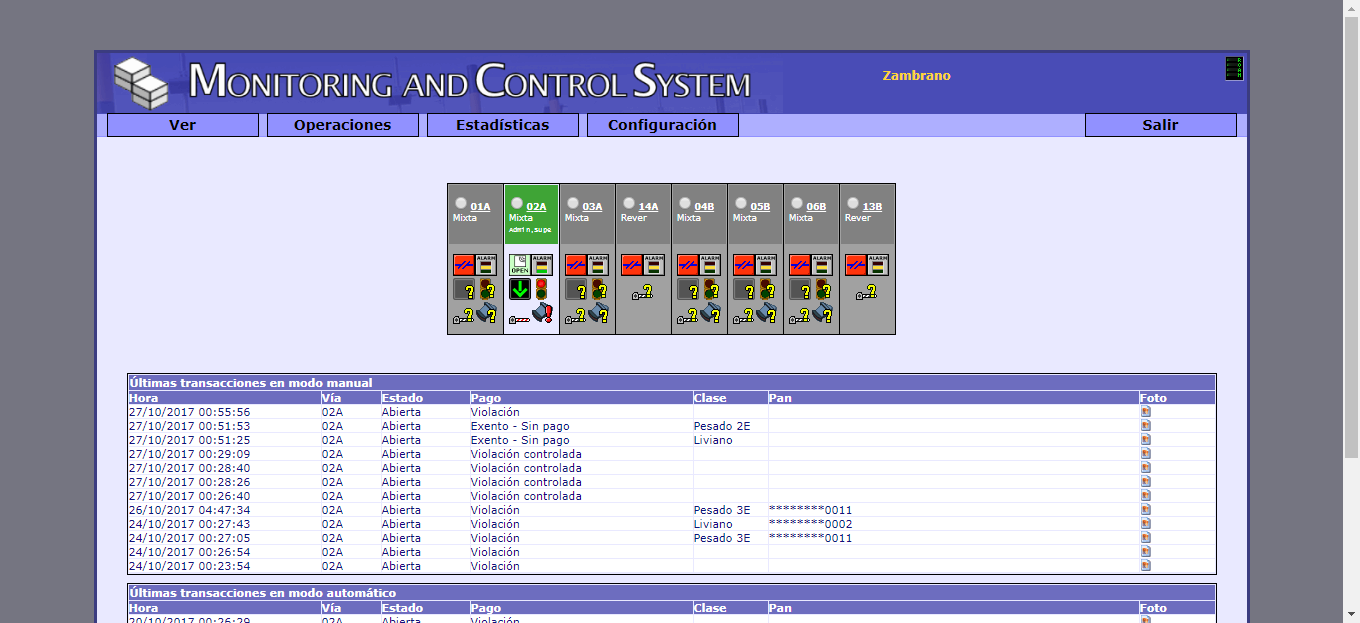 MONITORING AND CONTROL SYSTEM
Zambrano
Ver Operaciones Estadísticas Configuración Salir
01A 02A 03A 14A 04B 05B 06B 13B
Mixta Mixta Mixta Rever Mixta Mixta Mixta Rever
Admin,supe
ALARM ALARM ALARM ALARM ALARM ALARM ALARM ALARM
OPEN
Últimas transacciones en modo manual
Hora Vía Estado Pago Clase Pan Foto
27/10/2017 00:55:56 02A Abierta Violación
27/10/2017 00:51:53 02A Abierta Exento - Sin pago Pesado 2E
27/10/2017 00:51:25 02A Abierta Exento - Sin pago Liviano
27/10/2017 00:29:09 02A Abierta Violación controlada
27/10/2017 00:28:40 02A Abierta Violación controlada
27/10/2017 00:28:26 02A Abierta Violación controlada
27/10/2017 00:26:40 02A Abierta Violación controlada
26/10/2017 04:47:34 02A Abierta Violación Pesado 3E ********0011
24/10/2017 00:27:43 02A Abierta Violación Liviano ********0002
24/10/2017 00:27:05 02A Abierta Violación Pesado 3E ********0011
24/10/2017 00:26:54 02A Abierta Violación
24/10/2017 00:23:54 02A Abierta Violación
Últimas transacciones en modo automático
Hora Vía Estado Pago Clase Pan Foto
20/10/2017 00:26:29 02A Abierta Violación